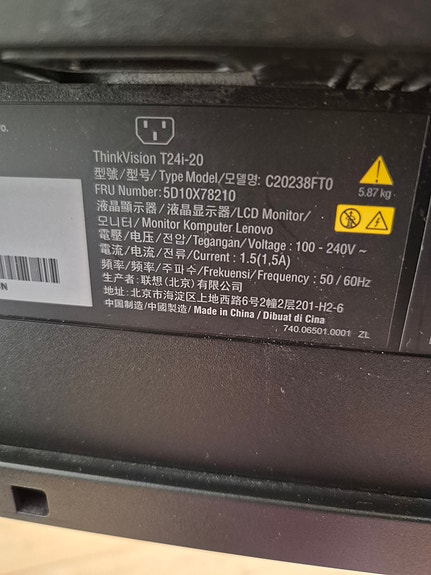 ro.
ThinkVision T24i-20
型號/型号/Type Model/모델명: C20238FT0
FRU Number: 5D10X78210
5.87 kg
液晶顯示器/液晶显示器/LCD Monitor/
모니터/Monitor Komputer Lenovo
電壓/电压/전압/Tegangan/Voltage: 100 - 240V ~
電流/电流/전류/Current: 1.5(1,5A)
頻率/频率/주파수/Frekuensi/Frequency: 50 / 60Hz
生产者: 联想(北京)有限公司
地址: 北京市海淀区上地西路6号2幢2层201-H2-6
中国制造/中國製造/Made in China / Dibuat di Cina
740.06501.0001 ZL